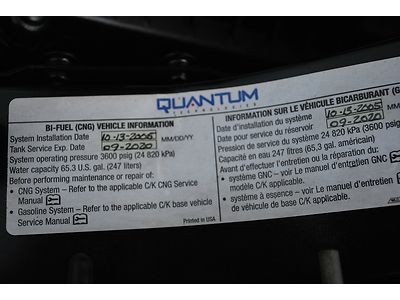 QUANTUM
TECHNOLOGIES
BI-FUEL (CNG) VEHICLE INFORMATION
System Installation Date 10-13-2005 MM/DD/YY
Tank Service Exp. Date 09-2020
System operating pressure 3600 psig (24 820 kPa)
Water capacity 65.3 U.S. gal. (247 liters)
Before performing maintenance or repair of:
• CNG System - Refer to the applicable C/K CNG Service
Manual
• Gasoline System - Refer to the applicable C/K base vehicle
Service Manual
Printed in USA
INFORMATION SUR LE VÉHICULE BICARBURANT (G
Date d'installation du système 10-13-2005
Date pour service du réservoir 09-2020
Pression de service du système 24 820 kPa (3600 psig)
Capacité en eau 247 litres (65,3 gal. américain)
Avant d'effectuer l'entretien ou la réparation du:
• système GNC - voir Le manuel d'entretien GNC
modèle C/K applicable.
• système à essence - voir Le manuel d'entretien
de véhicule de base C/K applicable.